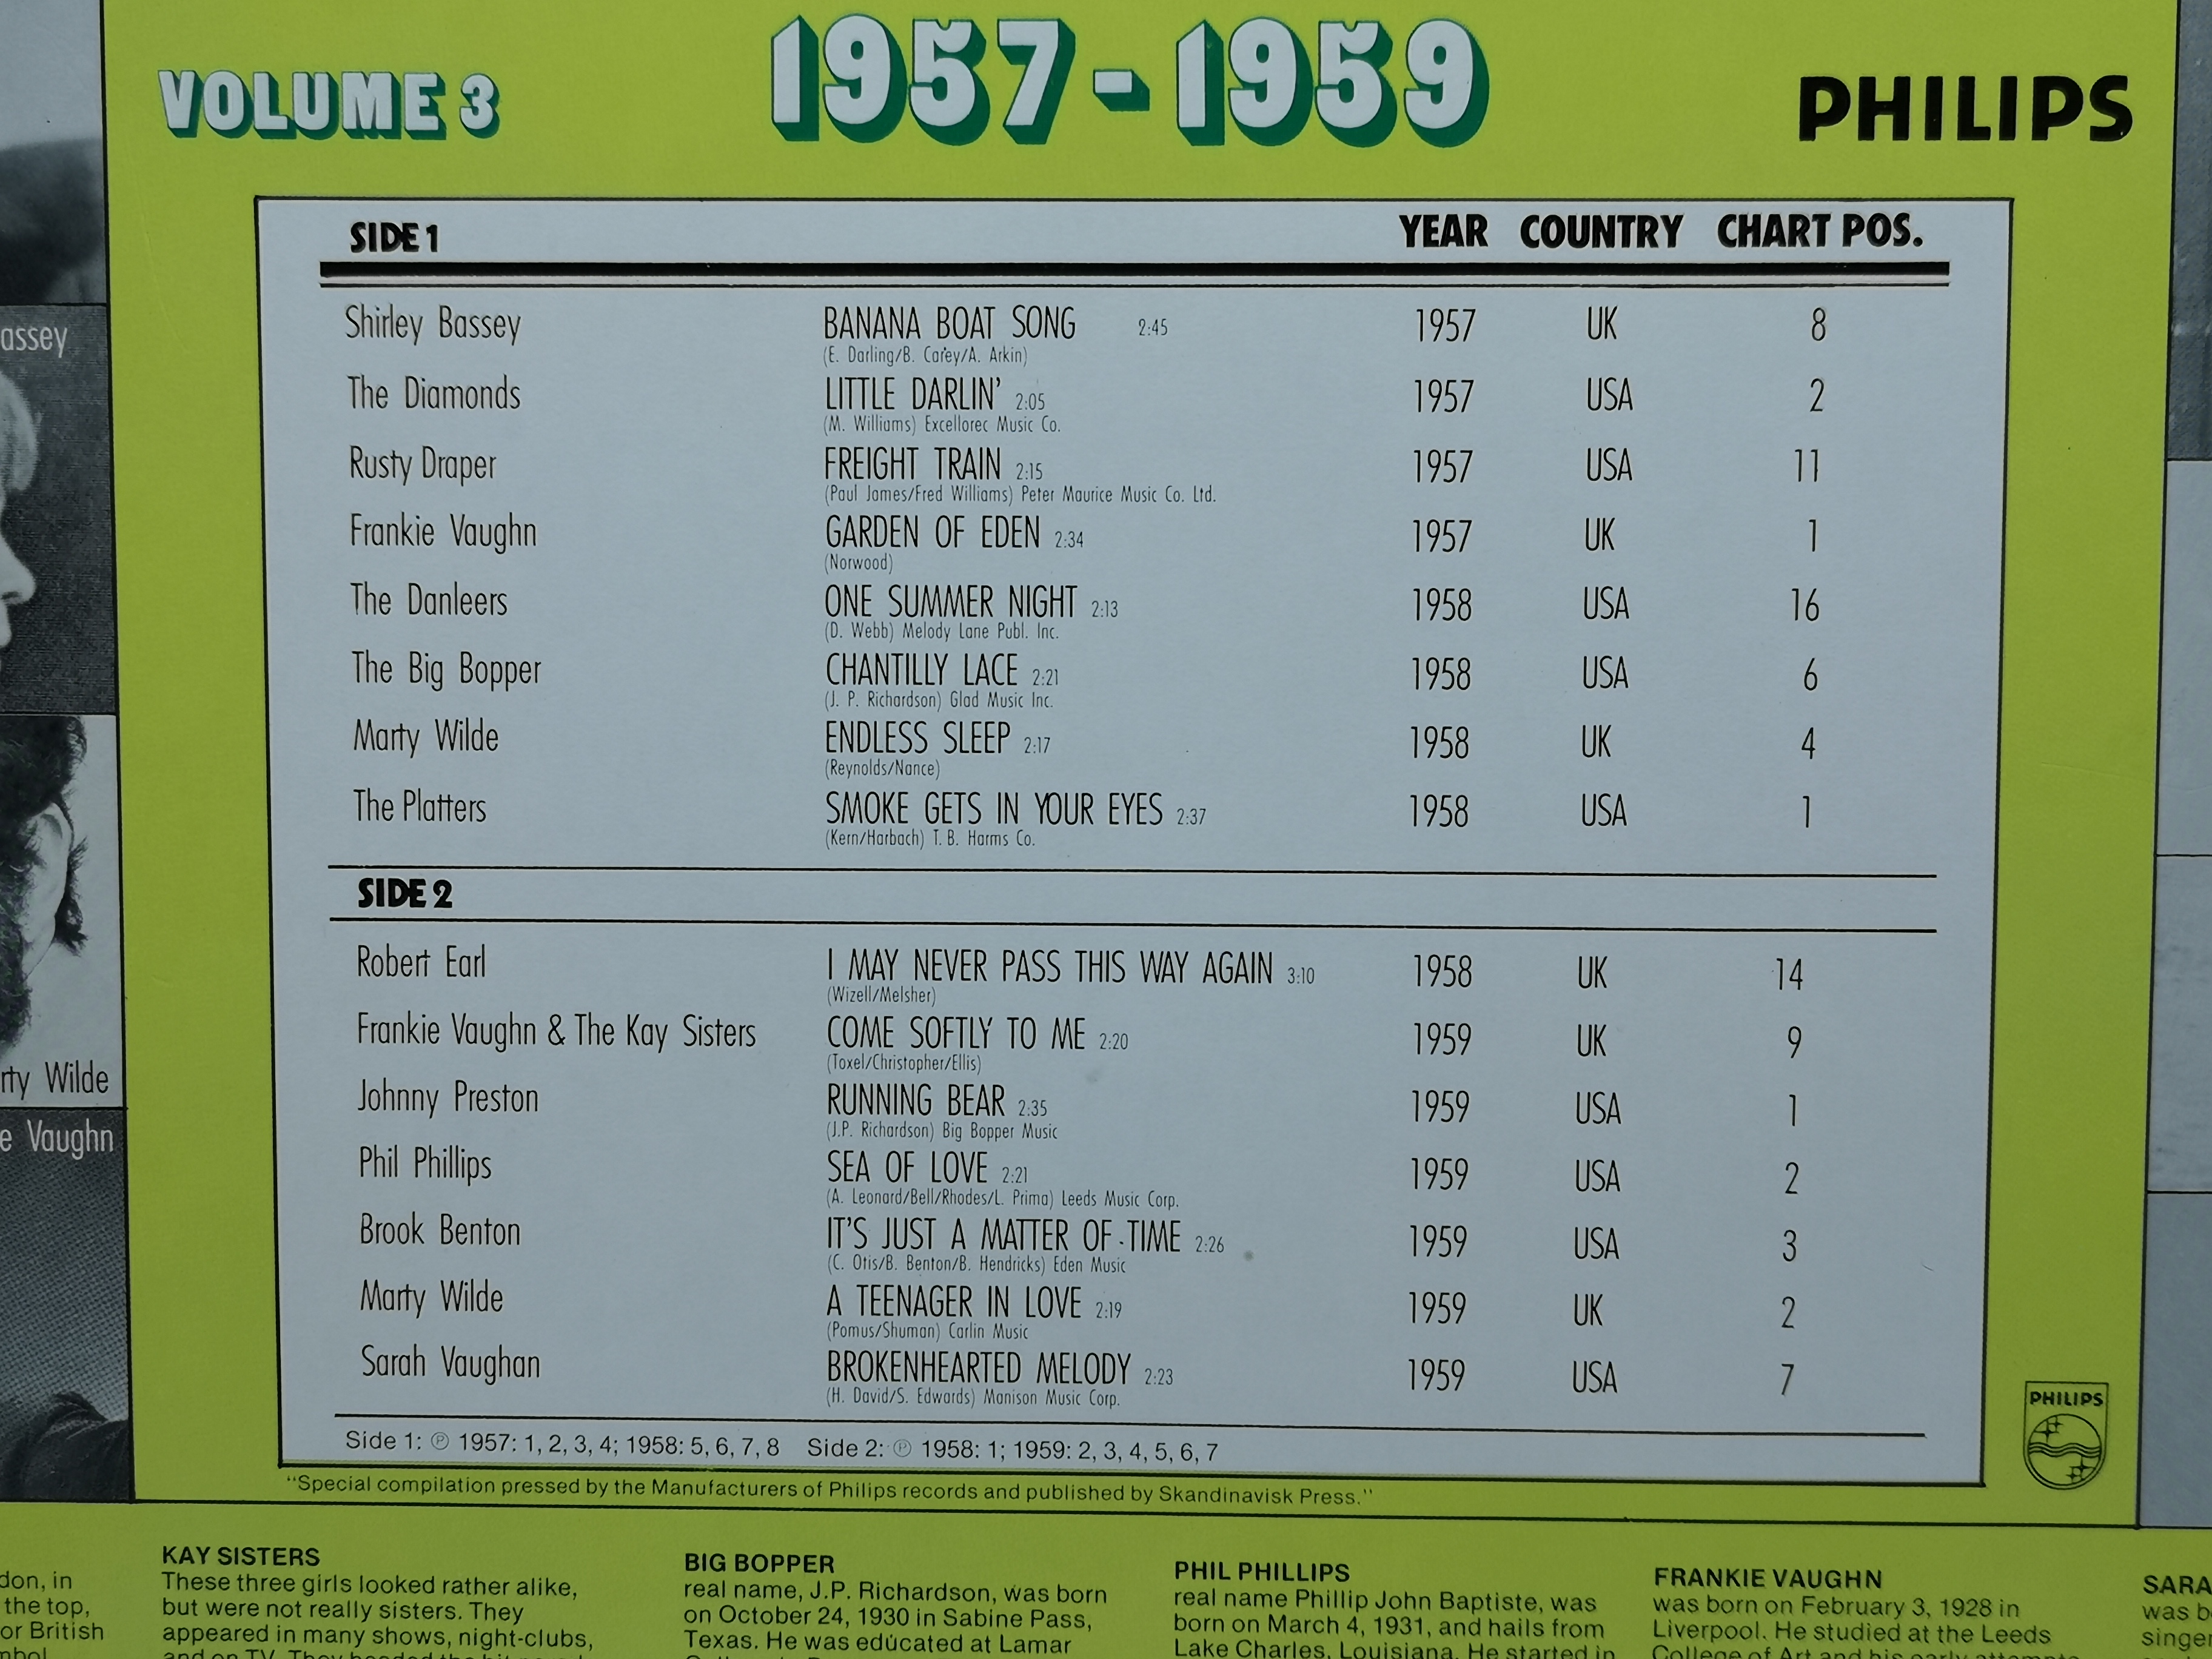 VOLUME 3
1957-1959
PHILIPS
SIDE 1 YEAR COUNTRY CHART POS.
Shirley Bassey BANANA BOAT SONG 2:45 1957 UK 8
(E. Darling/B. Carey/A. Arkin)
The Diamonds LITTLE DARLIN' 2:05 1957 USA 2
(M. Williams) Excellorec Music Co.
Rusty Draper FREIGHT TRAIN 2:15 1957 USA 11
(Paul James/Fred Williams) Peter Maurice Music Co. Ltd.
Frankie Vaughn GARDEN OF EDEN 2:34 1957 UK 1
(Norwood)
The Danleers ONE SUMMER NIGHT 2:13 1958 USA 16
(D. Webb) Melody Lane Publ. Inc.
The Big Bopper CHANTILLY LACE 2:21 1958 USA 6
(J. P. Richardson) Glad Music Inc.
Marty Wilde ENDLESS SLEEP 2:17 1958 UK 4
(Reynolds/Nance)
The Platters SMOKE GETS IN YOUR EYES 2:37 1958 USA 1
(Kern/Harbach) T. B. Harms Co.
SIDE 2
Robert Earl I MAY NEVER PASS THIS WAY AGAIN 3:10 1958 UK 14
(Wizell/Melsher)
Frankie Vaughn & The Kay Sisters COME SOFTLY TO ME 2:20 1959 UK 9
(Toxel/Christopher/Ellis)
Johnny Preston RUNNING BEAR 2:35 1959 USA 1
(J.P. Richardson) Big Bopper Music
Phil Phillips SEA OF LOVE 2:21 1959 USA 2
(A. Leonard/Bell/Rhodes/L. Prima) Leeds Music Corp.
Brook Benton IT'S JUST A MATTER OF TIME 2:26 1959 USA 3
(C. Otis/B. Benton/B. Hendricks) Eden Music
Marty Wilde A TEENAGER IN LOVE 2:19 1959 UK 2
(Pomus/Shuman) Carlin Music
Sarah Vaughan BROKENHEARTED MELODY 2:23 1959 USA 7
(H. David/S. Edwards) Manison Music Corp.
Side 1: ℗ 1957: 1, 2, 3, 4; 1958: 5, 6, 7, 8 Side 2: ℗ 1958: 1; 1959: 2, 3, 4, 5, 6, 7
"Special compilation pressed by the Manufacturers of Philips records and published by Skandinavisk Press."
PHILIPS
assey
rty Wilde
e Vaughn
don, in
the top,
or British
KAY SISTERS
These three girls looked rather alike,
but were not really sisters. They
appeared in many shows, night-clubs,
BIG BOPPER
real name, J.P. Richardson, was born
on October 24, 1930 in Sabine Pass,
Texas. He was educated at Lamar
PHIL PHILLIPS
real name Phillip John Baptiste, was
born on March 4, 1931, and hails from
Lake Charles, Louisiana. He started in
FRANKIE VAUGHN
was born on February 3, 1928 in
Liverpool. He studied at the Leeds
College of Art and his early attempts
SARA
was b
singer